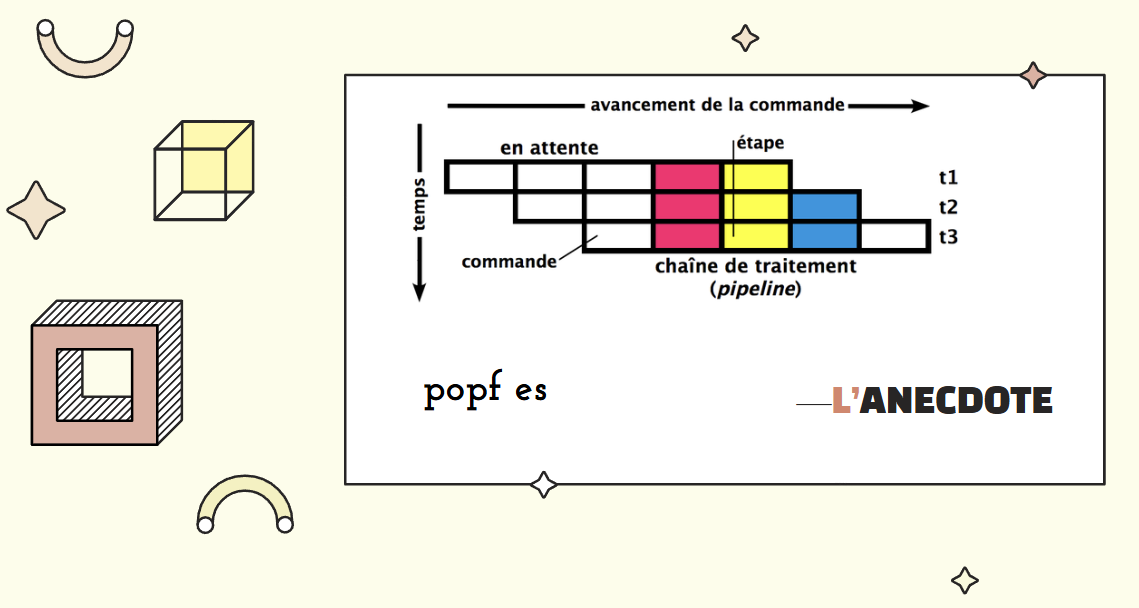 avancement de la commande
en attente
étape
temps
t1
t2
t3
commande
chaîne de traitement
(pipeline)
popf es
L'ANECDOTE